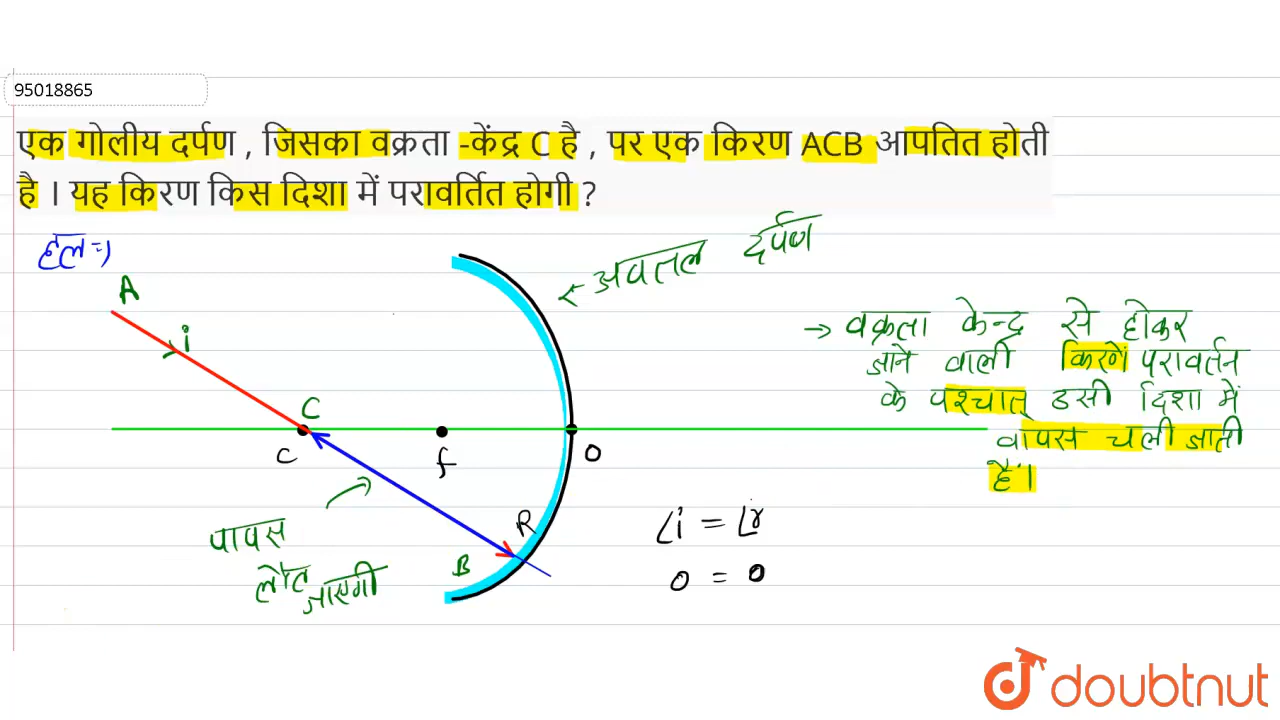 95018865
एक गोलीय दर्पण , जिसका वक्रता -केंद्र C है , पर एक किरण ACB आपतित होती
है । यह किरण किस दिशा में परावर्तित होगी ?
हल =)
अवतल दर्पण
A
i
→ वक्रता केन्द्र से होकर
जाने वाली किरणें परावर्तन
के पश्चात् उसी दिशा में
वापस चली जाती
हैं।
C
C
f
O
R
B
वापस
लौट
जाएगी
∠i = ∠r
0 = 0
doubtnut